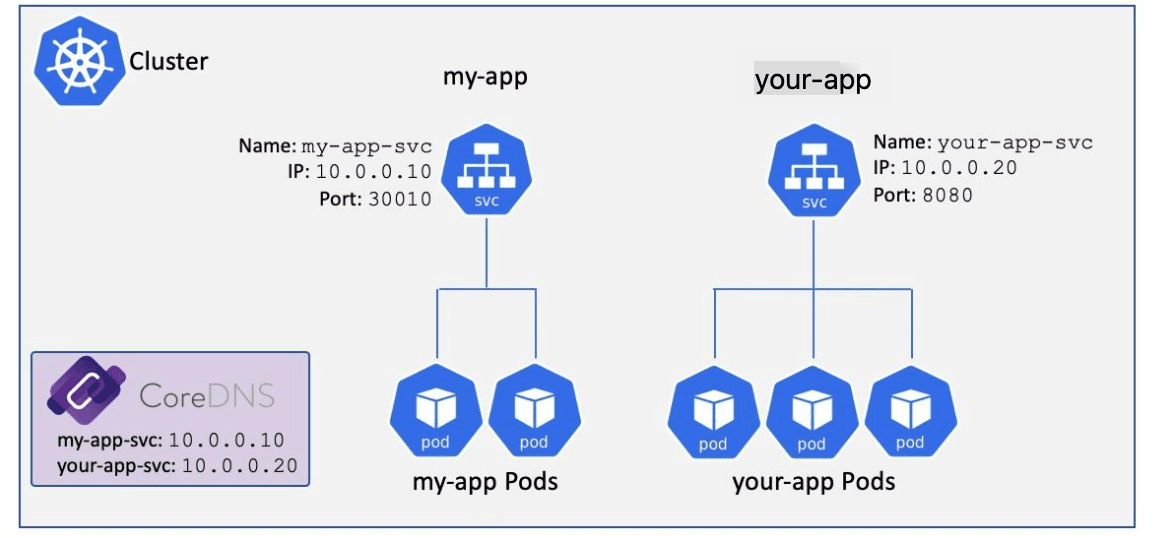 Cluster
my-app
your-app
Name: my-app-svc
IP: 10.0.0.10
Port: 30010
svc
Name: your-app-svc
IP: 10.0.0.20
Port: 8080
svc
CoreDNS
my-app-svc: 10.0.0.10
your-app-svc: 10.0.0.20
pod
pod
my-app Pods
pod
pod
pod
your-app Pods